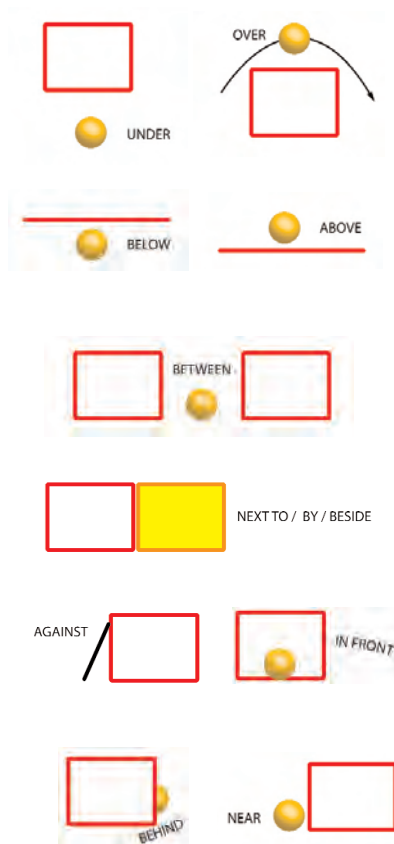 OVER
UNDER
BELOW
ABOVE
BETWEEN
NEXT TO / BY / BESIDE
AGAINST
IN FRONT
BEHIND
NEAR